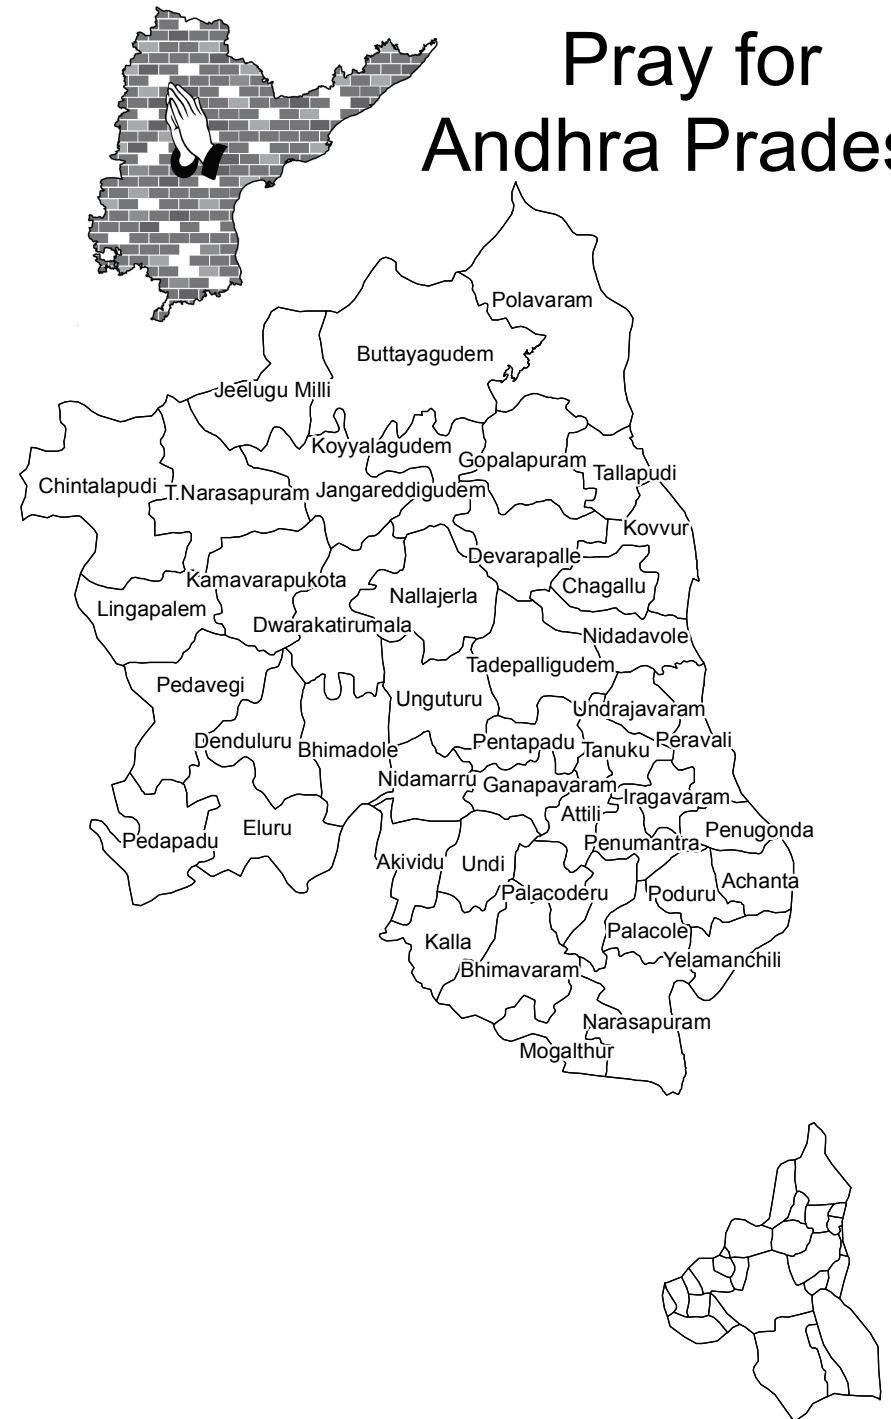 Pray for
Andhra Prades
Polavaram
Buttayagudem
Jeelugu Milli
Koyyalagudem
Gopalapuram
Tallapudi
Chintalapudi
T.Narasapuram
Jangareddigudem
Kovvur
Devarapalle
Kamavarapukota
Chagallu
Nallajerla
Lingapalem
Dwarakatirumala
Nidadavole
Tadepalligudem
Pedavegi
Unguturu
Undrajavaram
Denduluru
Bhimadole
Pentapadu
Tanuku
Peravali
Nidamarru
Ganapavaram
Iragavaram
Attili
Eluru
Penugonda
Pedapadu
Penumantra
Akividu
Undi
Achanta
Palacoderu
Poduru
Palacole
Kalla
Yelamanchili
Bhimavaram
Narasapuram
Mogalthur